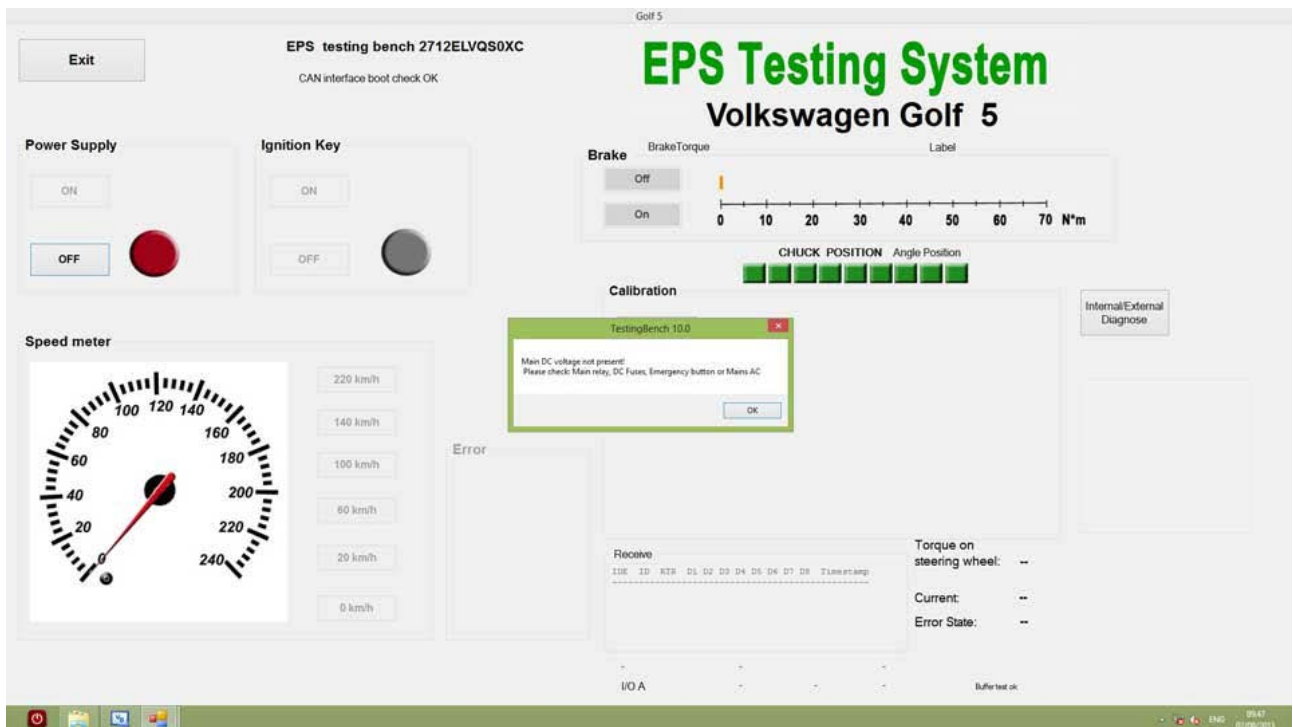 Golf 5
Exit
EPS testing bench 2712ELVQS0XC
CAN interface boot check OK
EPS Testing System
Volkswagen Golf 5
Power Supply
ON
OFF
Ignition Key
ON
OFF
Brake
BrakeTorque
Label
Off
On
0 10 20 30 40 50 60 70 N*m
CHUCK POSITION Angle Position
Calibration
Internal/External
Diagnose
TestingBench 10.0
Main DC voltage not present!
Please check: Main relay, DC Fuses, Emergency button or Mains AC
OK
Speed meter
0 20 40 60 80 100 120 140 160 180 200 220 240
220 km/h
140 km/h
100 km/h
60 km/h
20 km/h
0 km/h
Error
Receive
IDE ID RTR D1 D2 D3 D4 D5 D6 D7 D8 Timestamp
Torque on
steering wheel: --
Current: --
Error State: --
I/O A
Buffer test ok
ENG
09:47